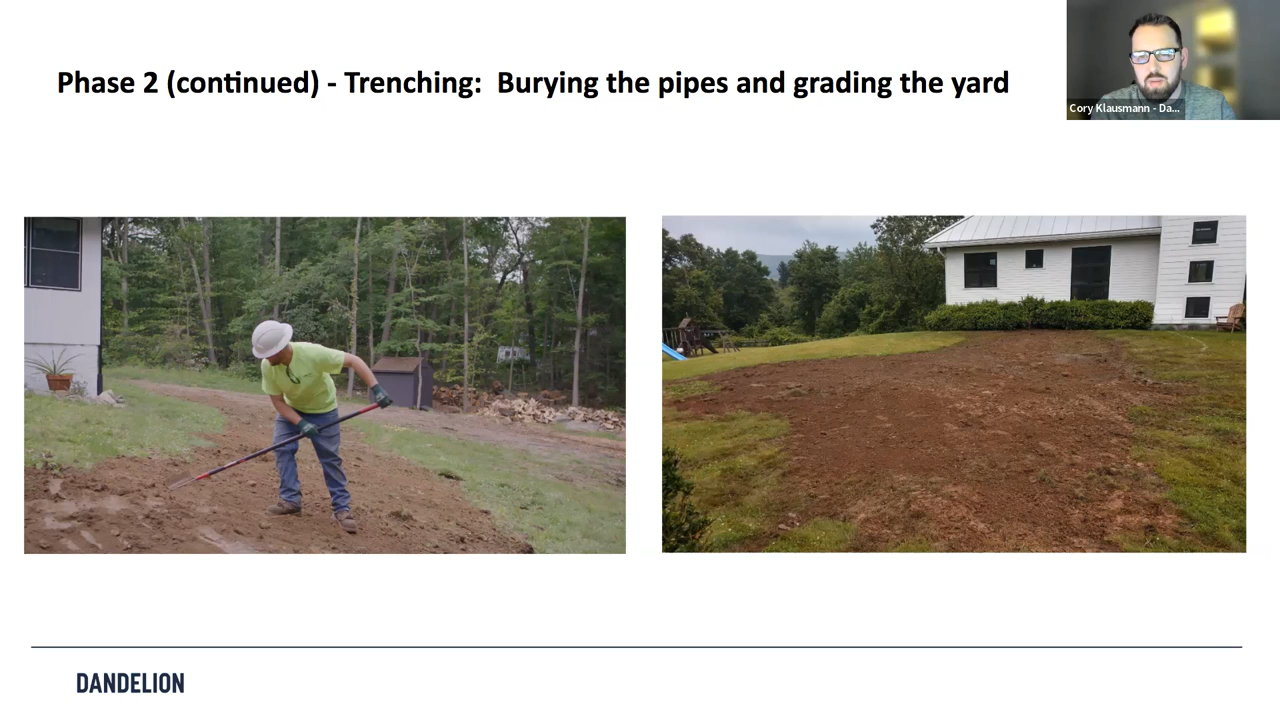 Phase 2 (continued) - Trenching:  Burying the pipes and grading the yard
Cory Klausmann - Da...
DANDELION